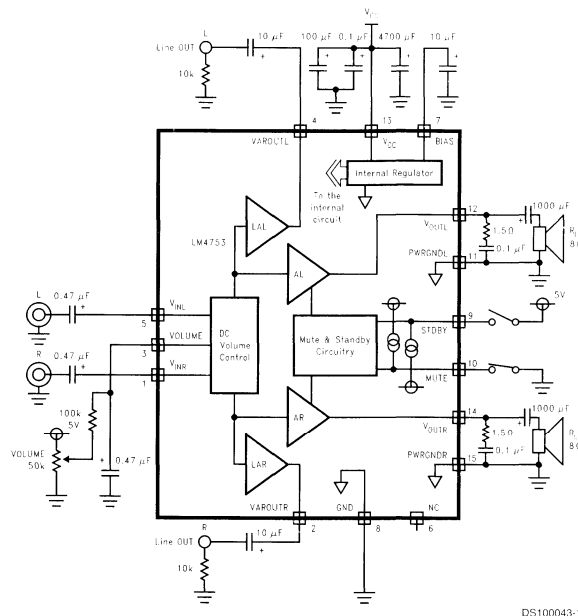 VCC
L
Line OUT
10 µF
+
10k
100 µF
0.1 µF
4700 µF
10 µF
4
13
7
VAROUTL
VCC
BIAS
Internal Regulator
To the
internal
circuit
LAL
LM4753
AL
12
VOUTL
1000 µF
1.5Ω
0.1 µF
PWRGNDL
11
L
0.47 µF
VINL
5
VOLUME
3
R
0.47 µF
VINR
1
DC
Volume
Control
Mute & Standby
Circuitry
STDBY
9
5V
10
MUTE
100k
5V
VOLUME
50k
0.47 µF
AR
14
VOUTR
1000 µF
1.5Ω
0.1 µF
PWRGNDR
15
LAR
VAROUTR
GND
NC
2
8
6
R
Line OUT
10 µF
10k
DS100043-